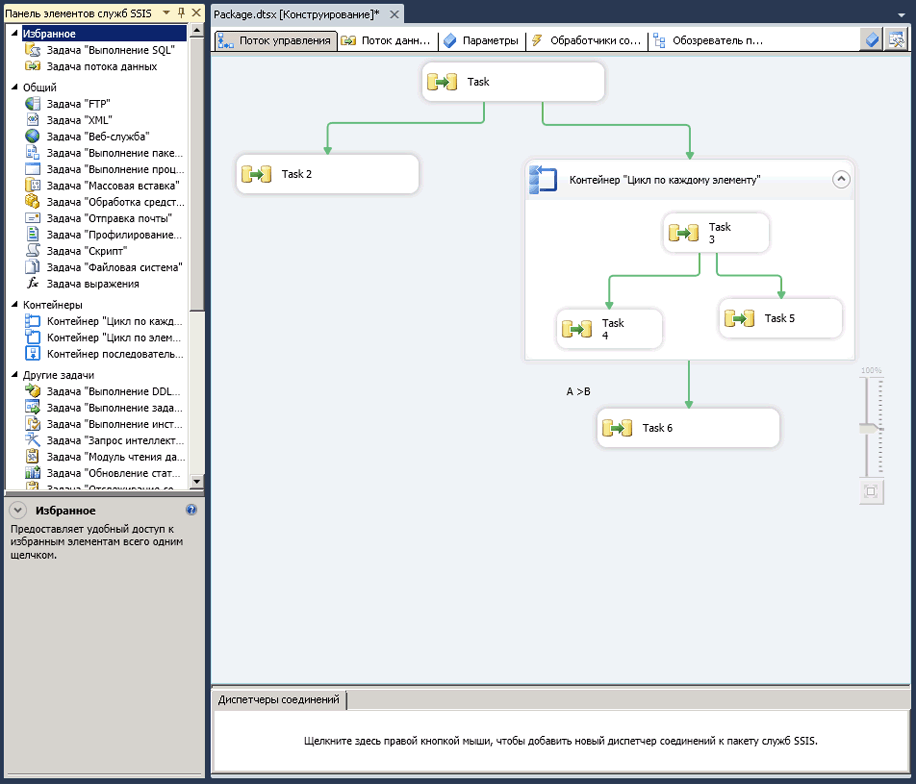 Панель элементов служб SSIS
Избранное
Задача "Выполнение SQL"
Задача потока данных
Общий
Задача "FTP"
Задача "XML"
Задача "Веб-служба"
Задача "Выполнение паке...
Задача "Выполнение проц...
Задача "Массовая вставка"
Задача "Обработка средст...
Задача "Отправка почты"
Задача "Профилирование...
Задача "Скрипт"
Задача "Файловая система"
Задача выражения
Контейнеры
Контейнер "Цикл по кажд...
Контейнер "Цикл по элем...
Контейнер последователь...
Другие задачи
Задача "Выполнение DDL...
Задача "Выполнение зада...
Задача "Выполнение инст...
Задача "Запрос интеллект...
Задача "Модуль чтения да...
Задача "Обновление стат...
Задача "Отслеживание со...
Избранное
Предоставляет удобный доступ к
избранным элементам всего одним
щелчком.
Package.dtsx [Конструирование]*
Поток управления
Поток данн...
Параметры
Обработчики со...
Обозреватель п...
Task
Task 2
Контейнер "Цикл по каждому элементу"
Task
3
Task
4
Task 5
A >B
Task 6
100%
Диспетчеры соединений
Щелкните здесь правой кнопкой мыши, чтобы добавить новый диспетчер соединений к пакету служб SSIS.